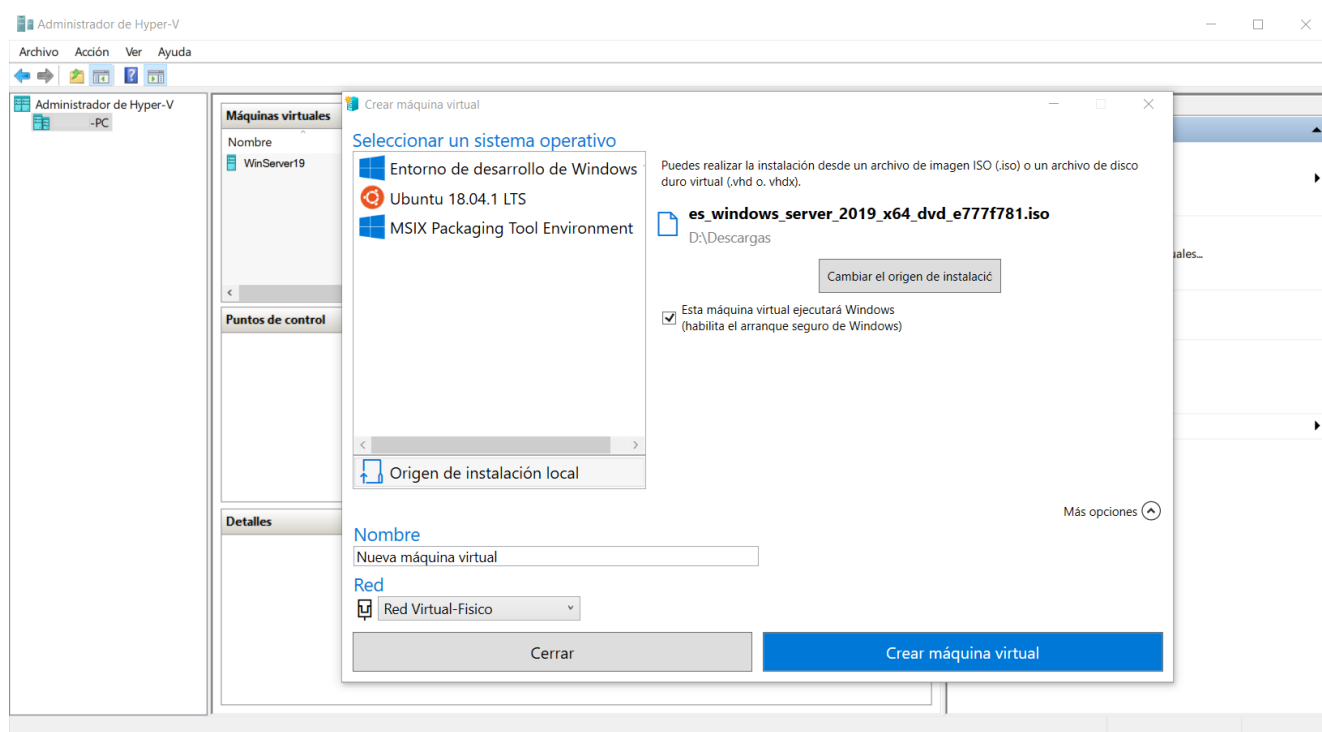 Administrador de Hyper-V
Archivo Acción Ver Ayuda
Administrador de Hyper-V
-PC
Máquinas virtuales
Nombre
WinServer19
Puntos de control
Detalles
Crear máquina virtual
Seleccionar un sistema operativo
Entorno de desarrollo de Windows
Ubuntu 18.04.1 LTS
MSIX Packaging Tool Environment
Origen de instalación local
Puedes realizar la instalación desde un archivo de imagen ISO (.iso) o un archivo de disco
duro virtual (.vhd o. vhdx).
es_windows_server_2019_x64_dvd_e777f781.iso
D:\Descargas
Cambiar el origen de instalació
Esta máquina virtual ejecutará Windows
(habilita el arranque seguro de Windows)
Más opciones
Nombre
Nueva máquina virtual
Red
Red Virtual-Fisico
Cerrar
Crear máquina virtual
uales...